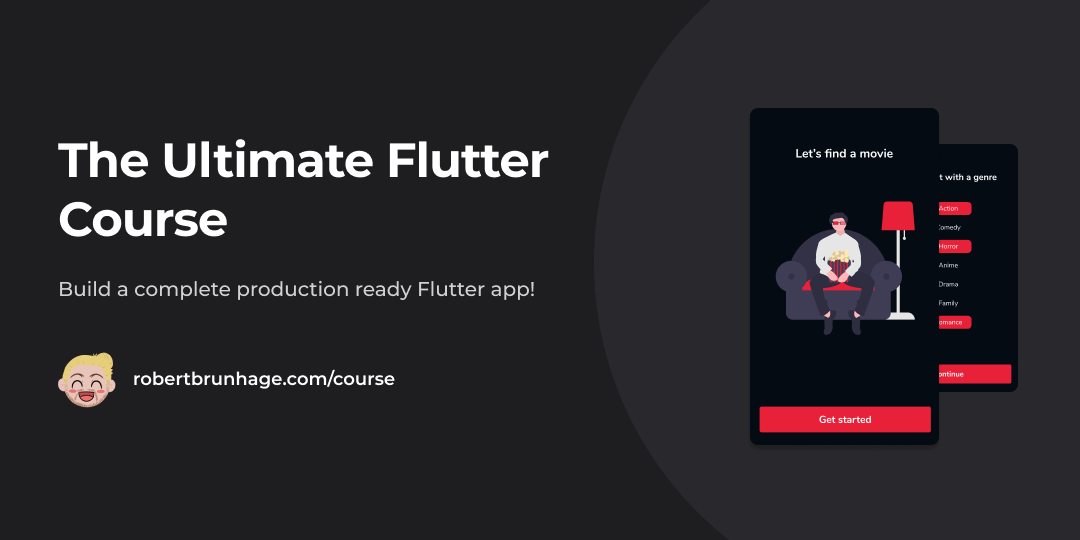 The Ultimate Flutter
Course
Build a complete production ready Flutter app!
robertbrunhage.com/course
Let's find a movie
Get started
t with a genre
Action
Comedy
Horror
Anime
Drama
Family
omance
ontinue